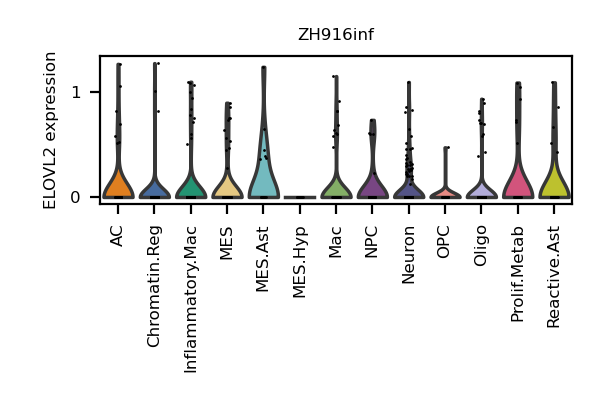 ZH916inf
ELOVL2 expression
1
0
AC
Chromatin.Reg
Inflammatory.Mac
MES
MES.Ast
MES.Hyp
Mac
NPC
Neuron
OPC
Oligo
Prolif.Metab
Reactive.Ast